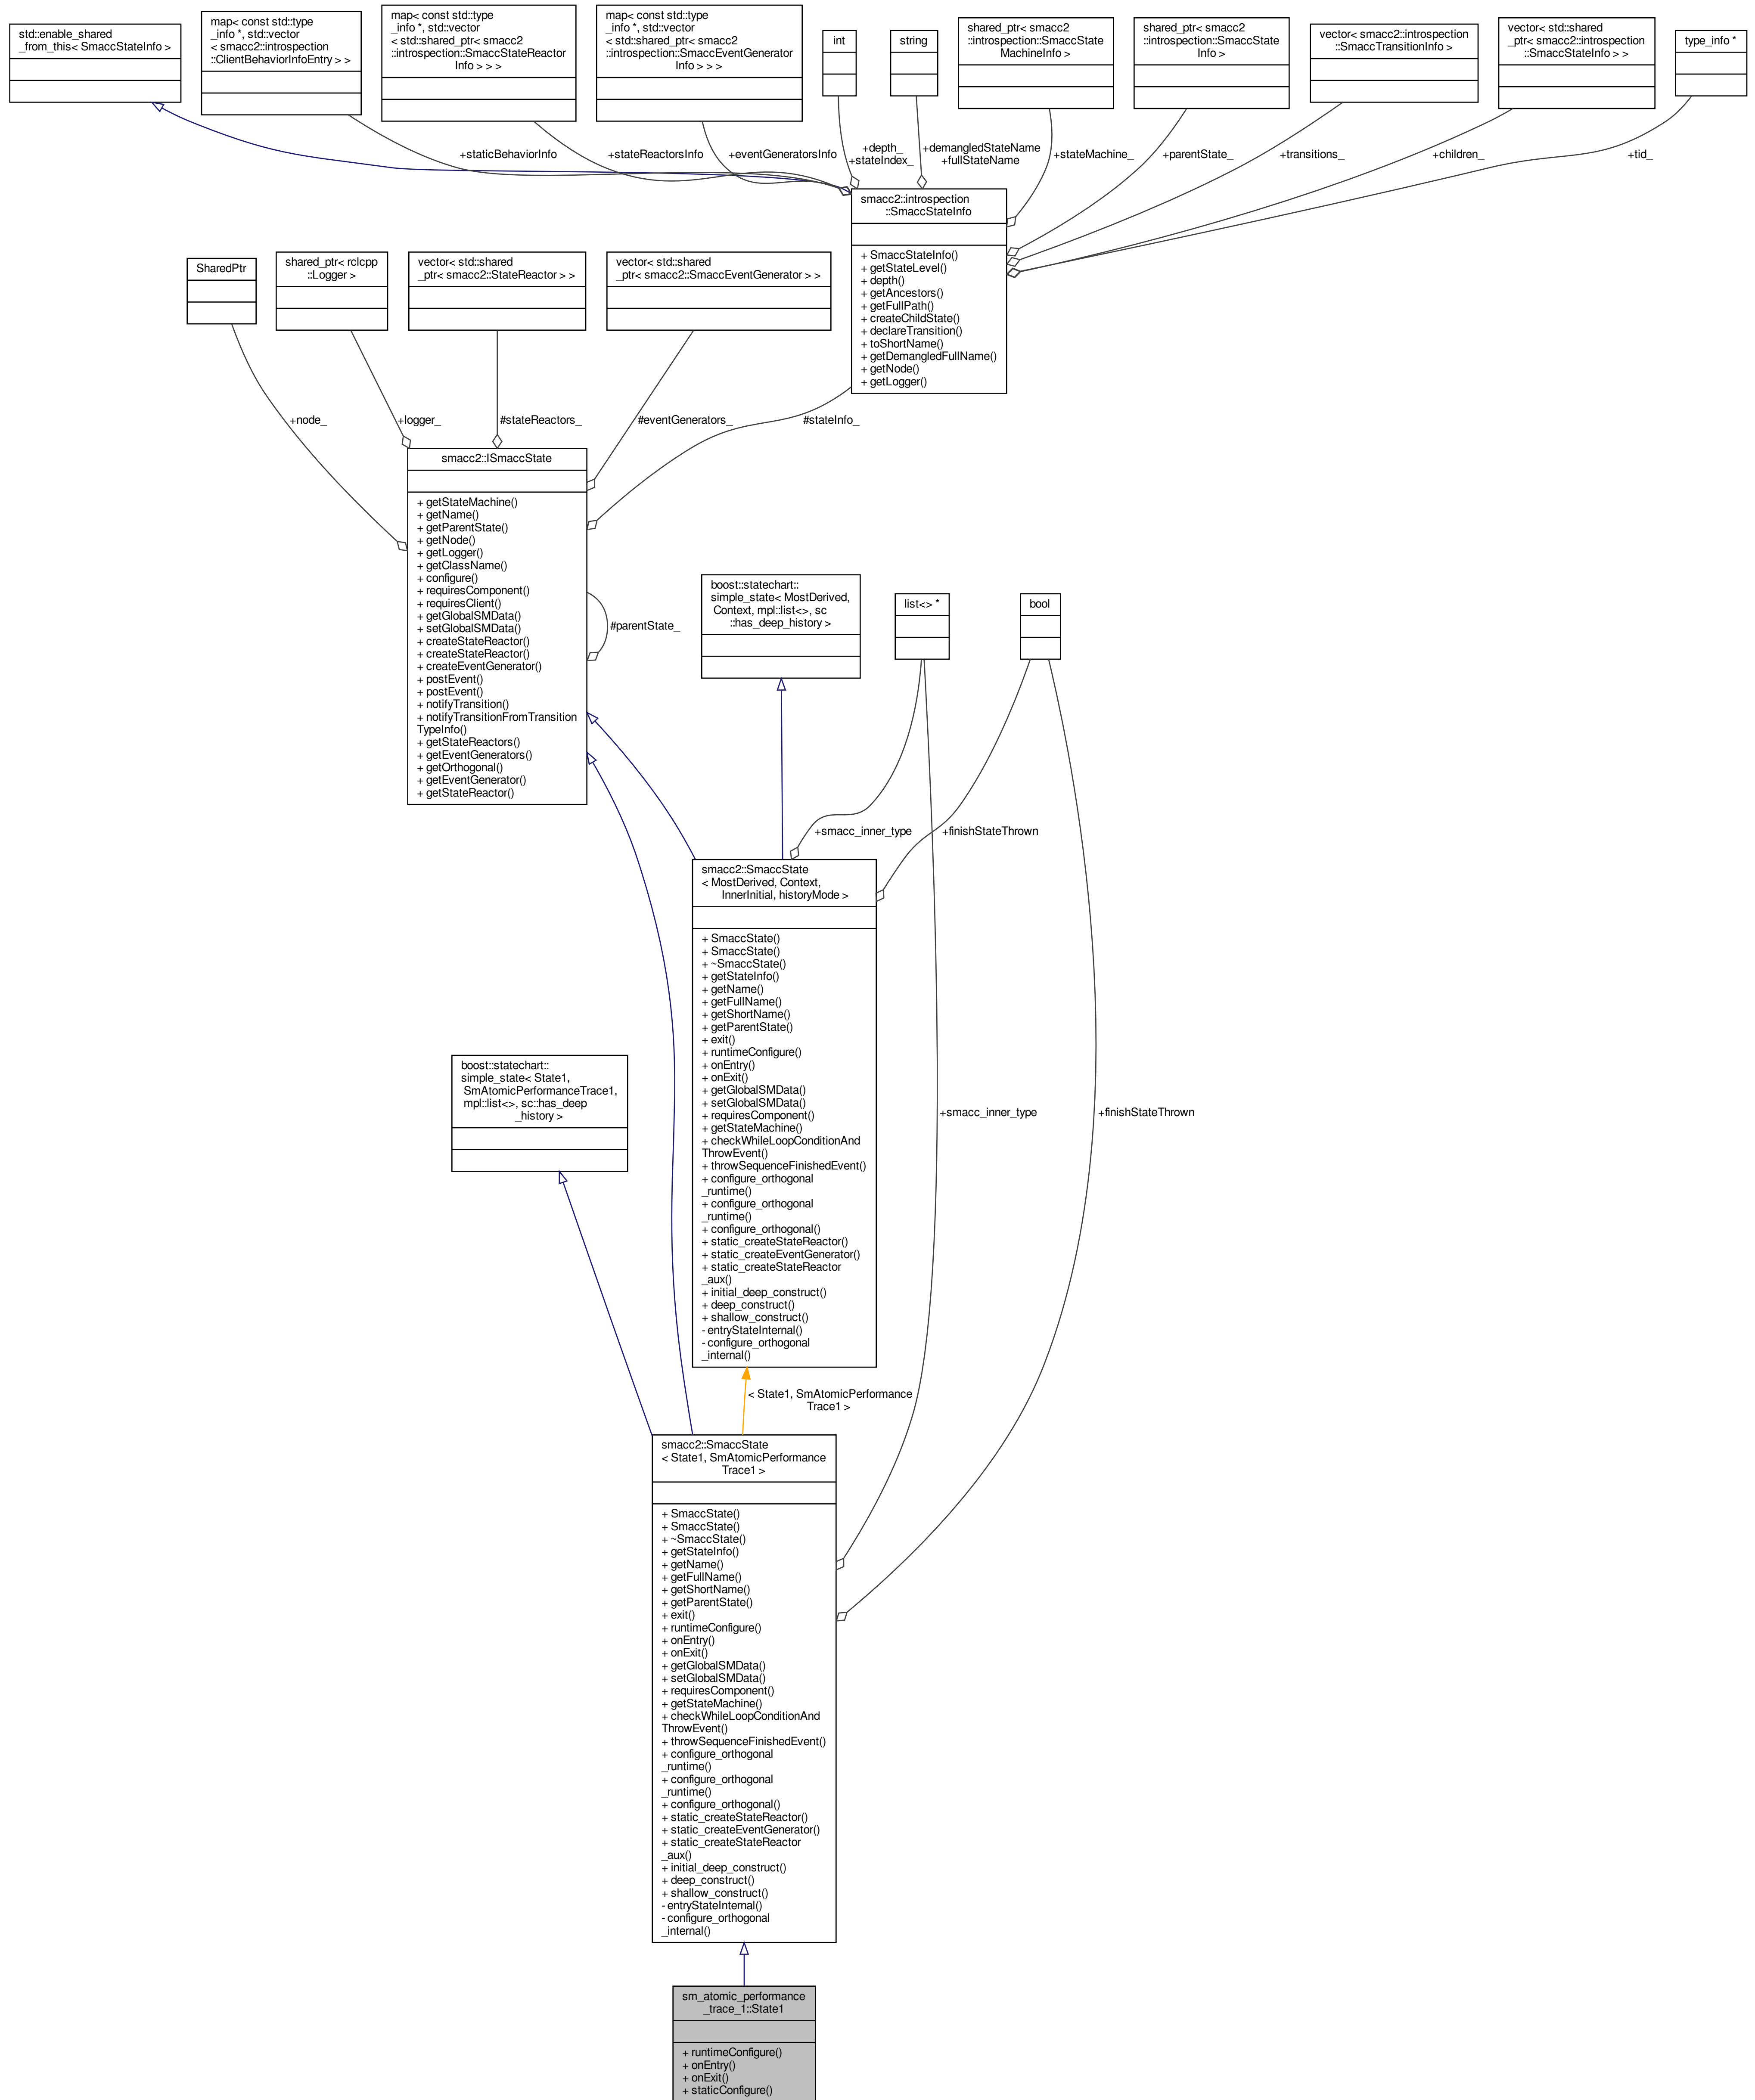 std::enable_shared
_from_this< SmaccStateInfo >
map< const std::type
_info *, std::vector
< smacc2::introspection
::ClientBehaviorInfoEntry > >
map< const std::type
_info *, std::vector
< std::shared_ptr< smacc2
::introspection::SmaccStateReactor
Info > > >
map< const std::type
_info *, std::vector
< std::shared_ptr< smacc2
::introspection::SmaccEventGenerator
Info > > >
int
string
shared_ptr< smacc2
::introspection::SmaccState
MachineInfo >
shared_ptr< smacc2
::introspection::SmaccState
Info >
vector< smacc2::introspection
::SmaccTransitionInfo >
vector< std::shared
_ptr< smacc2::introspection
::SmaccStateInfo > >
type_info *
+staticBehaviorInfo
+stateReactorsInfo
+eventGeneratorsInfo
+depth_
+stateIndex_
+demangledStateName
+fullStateName
+stateMachine_
+parentState_
+transitions_
+children_
+tid_
smacc2::introspection
::SmaccStateInfo
+ SmaccStateInfo()
+ getStateLevel()
+ depth()
+ getAncestors()
+ getFullPath()
+ createChildState()
+ declareTransition()
+ toShortName()
+ getDemangledFullName()
+ getNode()
+ getLogger()
SharedPtr
shared_ptr< rclcpp
::Logger >
vector< std::shared
_ptr< smacc2::StateReactor > >
vector< std::shared
_ptr< smacc2::SmaccEventGenerator > >
+node_
+logger_
#stateReactors_
#eventGenerators_
#stateInfo_
smacc2::ISmaccState
+ getStateMachine()
+ getName()
+ getParentState()
+ getNode()
+ getLogger()
+ getClassName()
+ configure()
+ requiresComponent()
+ requiresClient()
+ getGlobalSMData()
+ setGlobalSMData()
+ createStateReactor()
+ createStateReactor()
+ createEventGenerator()
+ postEvent()
+ postEvent()
+ notifyTransition()
+ notifyTransitionFromTransition
TypeInfo()
+ getStateReactors()
+ getEventGenerators()
+ getOrthogonal()
+ getEventGenerator()
+ getStateReactor()
#parentState_
boost::statechart::
simple_state< MostDerived,
Context, mpl::list<>, sc
::has_deep_history >
list<> *
bool
+smacc_inner_type
+finishStateThrown
smacc2::SmaccState
< MostDerived, Context,
InnerInitial, historyMode >
+ SmaccState()
+ SmaccState()
+ ~SmaccState()
+ getStateInfo()
+ getName()
+ getFullName()
+ getShortName()
+ getParentState()
+ exit()
+ runtimeConfigure()
+ onEntry()
+ onExit()
+ getGlobalSMData()
+ setGlobalSMData()
+ requiresComponent()
+ getStateMachine()
+ checkWhileLoopConditionAnd
ThrowEvent()
+ throwSequenceFinishedEvent()
+ configure_orthogonal
_runtime()
+ configure_orthogonal
_runtime()
+ configure_orthogonal()
+ static_createStateReactor()
+ static_createEventGenerator()
+ static_createStateReactor
_aux()
+ initial_deep_construct()
+ deep_construct()
+ shallow_construct()
- entryStateInternal()
- configure_orthogonal
_internal()
boost::statechart::
simple_state< State1,
SmAtomicPerformanceTrace1,
mpl::list<>, sc::has_deep
_history >
+smacc_inner_type
+finishStateThrown
< State1, SmAtomicPerformance
Trace1 >
smacc2::SmaccState
< State1, SmAtomicPerformance
Trace1 >
+ SmaccState()
+ SmaccState()
+ ~SmaccState()
+ getStateInfo()
+ getName()
+ getFullName()
+ getShortName()
+ getParentState()
+ exit()
+ runtimeConfigure()
+ onEntry()
+ onExit()
+ getGlobalSMData()
+ setGlobalSMData()
+ requiresComponent()
+ getStateMachine()
+ checkWhileLoopConditionAnd
ThrowEvent()
+ throwSequenceFinishedEvent()
+ configure_orthogonal
_runtime()
+ configure_orthogonal
_runtime()
+ configure_orthogonal()
+ static_createStateReactor()
+ static_createEventGenerator()
+ static_createStateReactor
_aux()
+ initial_deep_construct()
+ deep_construct()
+ shallow_construct()
- entryStateInternal()
- configure_orthogonal
_internal()
sm_atomic_performance
_trace_1::State1
+ runtimeConfigure()
+ onEntry()
+ onExit()
+ staticConfigure()